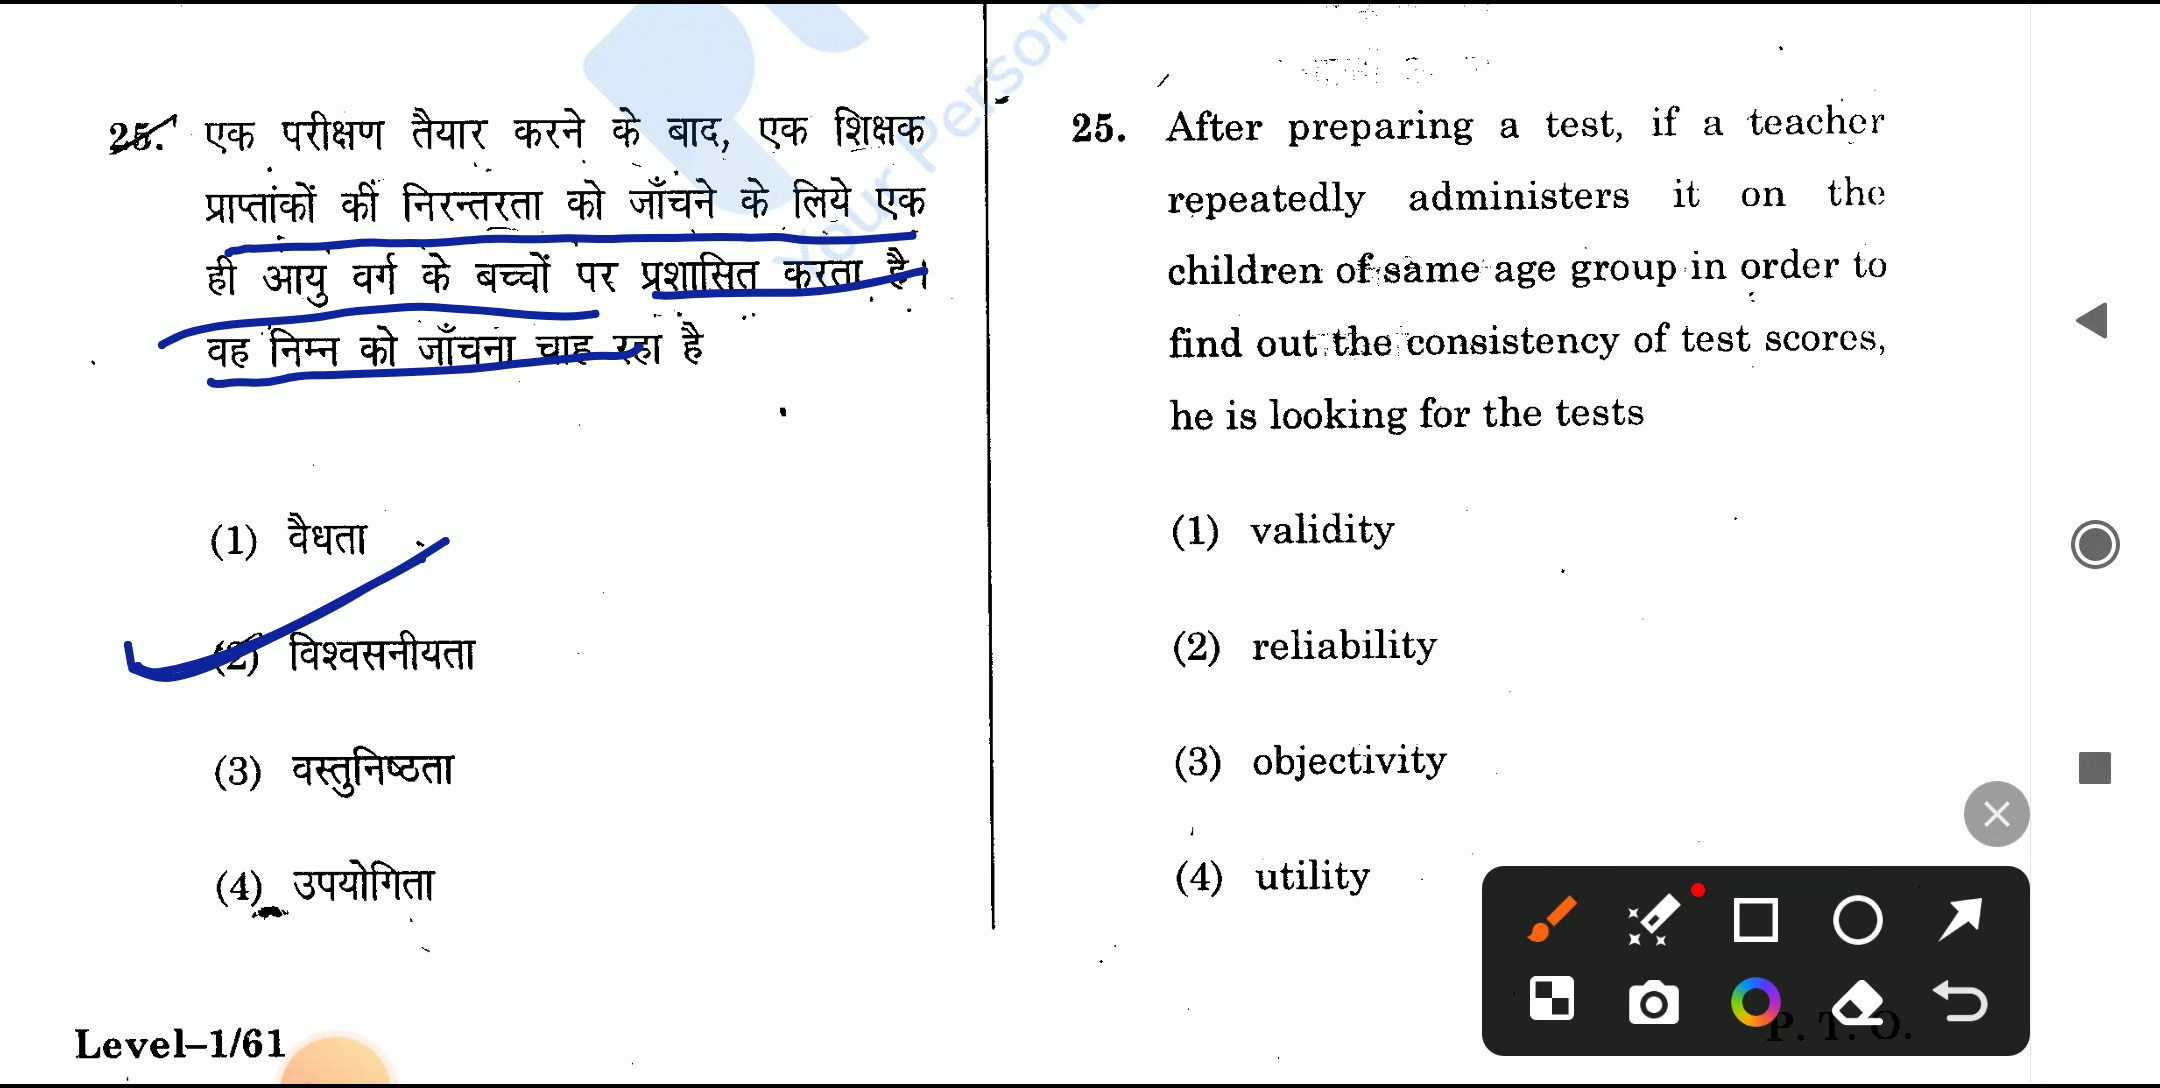 25. एक परीक्षण तैयार करने के बाद, एक शिक्षक
प्राप्तांकों कीं निरन्तरता को जाँचने के लिये एक
ही आयु वर्ग के बच्चों पर प्रशासित करता है।
वह निम्न को जाँचना चाह रहा है
(1) वैधता
(2) विश्वसनीयता
(3) वस्तुनिष्ठता
(4) उपयोगिता
Level–1/61
25. After preparing a test, if a teacher
repeatedly administers it on the
children of same age group in order to
find out the consistency of test scores,
he is looking for the tests
(1) validity
(2) reliability
(3) objectivity
(4) utility
P. T. O.
Your Person